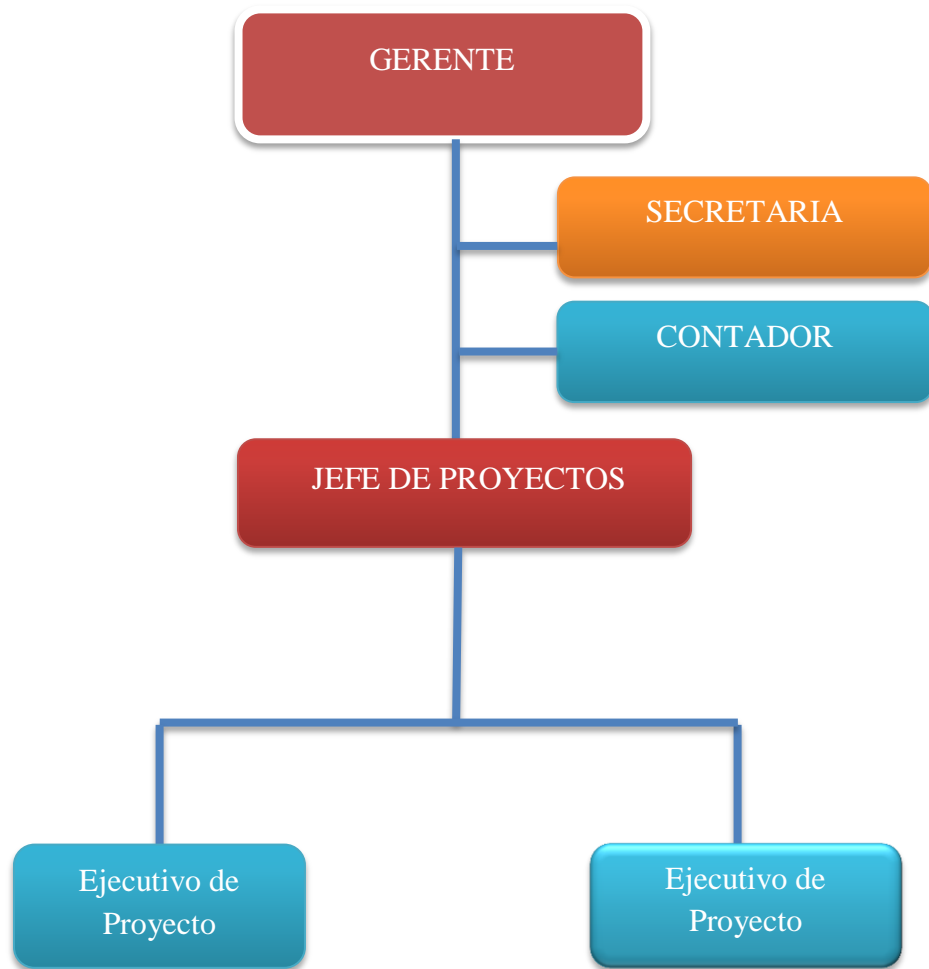 GERENTE
SECRETARIA
CONTADOR
JEFE DE PROYECTOS
Ejecutivo de
Proyecto
Ejecutivo de
Proyecto